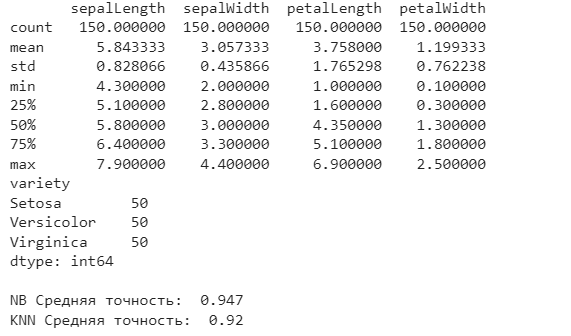 sepalLength sepalWidth petalLength petalWidth
count 150.000000 150.000000 150.000000 150.000000
mean 5.843333 3.057333 3.758000 1.199333
std 0.828066 0.435866 1.765298 0.762238
min 4.300000 2.000000 1.000000 0.100000
25% 5.100000 2.800000 1.600000 0.300000
50% 5.800000 3.000000 4.350000 1.300000
75% 6.400000 3.300000 5.100000 1.800000
max 7.900000 4.400000 6.900000 2.500000
variety
Setosa 50
Versicolor 50
Virginica 50
dtype: int64
NB Средняя точность: 0.947
KNN Средняя точность: 0.92